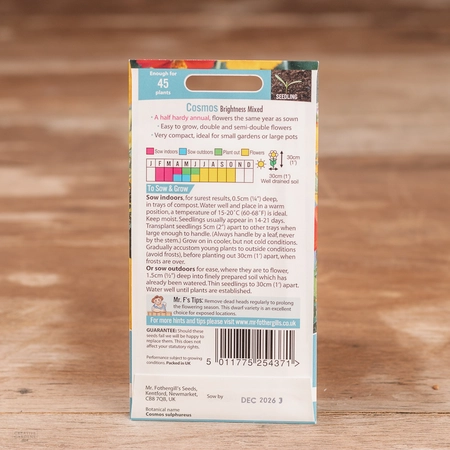 Enough for
45
plants
SEEDLING
Cosmos Brightness Mixed
• A half hardy annual, flowers the same year as sown
• Easy to grow, double and semi-double flowers
• Very compact, ideal for small gardens or large pots
Sow indoors Sow outdoors Plant out Flowers
J F M A M J J A S O N D
30cm
(1')
30cm (1')
Well drained soil
To Sow & Grow
Sow indoors, for surest results, 0.5cm (¼") deep,
in trays of compost. Water well and place in a warm
position, a temperature of 15-20˚C (60-68˚F) is ideal.
Keep moist. Seedlings usually appear in 14-21 days.
Transplant seedlings 5cm (2") apart to other trays when
large enough to handle. (Always handle by a leaf, never
by the stem.) Grow on in cooler, but not cold conditions.
Gradually accustom young plants to outside conditions
(avoid frosts), before planting out 30cm (1') apart, when
frosts are over.
Or sow outdoors for ease, where they are to flower,
1.5cm (½") deep into finely prepared soil which has
already been watered. Thin seedlings to 30cm (1') apart.
Water well until plants are established.
Mr. F's Tips: Remove dead heads regularly to prolong
the flowering season. This dwarf variety is an excellent
choice for exposed locations.
For more hints and tips please visit www.mr-fothergills.co.uk
GUARANTEE: Should these
seeds fail we will be happy to
replace them. This does not
affect your statutory rights.
Performance subject to growing
conditions. Packet contents when packed.
5 011775 254371 >
Mr. Fothergill's Seeds,
Kentford, Newmarket,
CB8 7QB, UK
Sow by
DEC 2026 3
Botanical name
Cosmos sulphureus